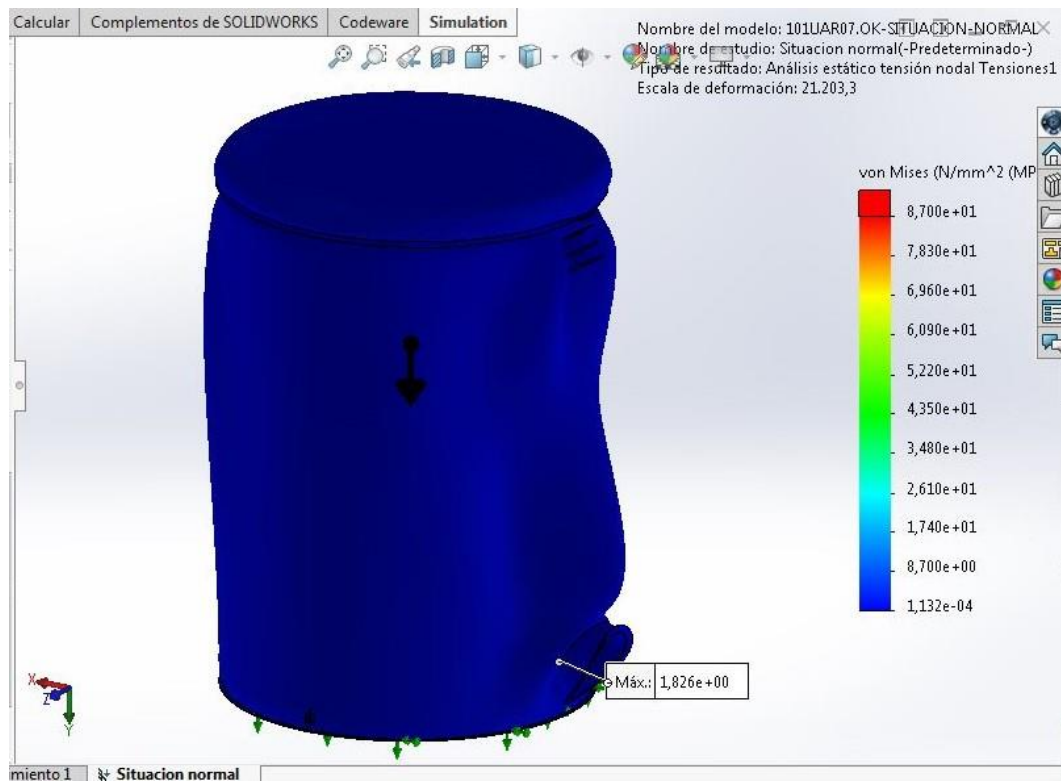 Calcular
Complementos de SOLIDWORKS
Codeware
Simulation
Nombre del modelo: 101UAR07.OK-SITUACION-NORMAL
Nombre de estudio: Situacion normal(-Predeterminado-)
Tipo de resultado: Análisis estático tensión nodal Tensiones1
Escala de deformación: 21.203,3
von Mises (N/mm^2 (MP
8,700e+01
7,830e+01
6,960e+01
6,090e+01
5,220e+01
4,350e+01
3,480e+01
2,610e+01
1,740e+01
8,700e+00
1,132e-04
Máx.: 1,826e+00
X
Z
Y
miento 1
Situacion normal